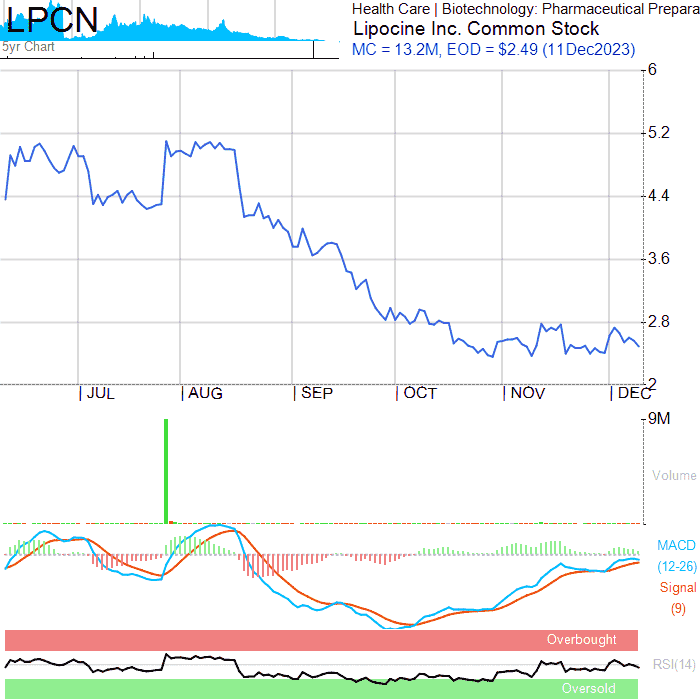 LPCN
5yr Chart
Health Care | Biotechnology: Pharmaceutical Prepara
Lipocine Inc. Common Stock
MC = 13.2M, EOD = $2.49 (11Dec2023)
6
5.2
4.4
3.6
2.8
2
JUL
AUG
SEP
OCT
NOV
DEC
9M
Volume
MACD
(12-26)
Signal
(9)
Overbought
RSI(14)
Oversold